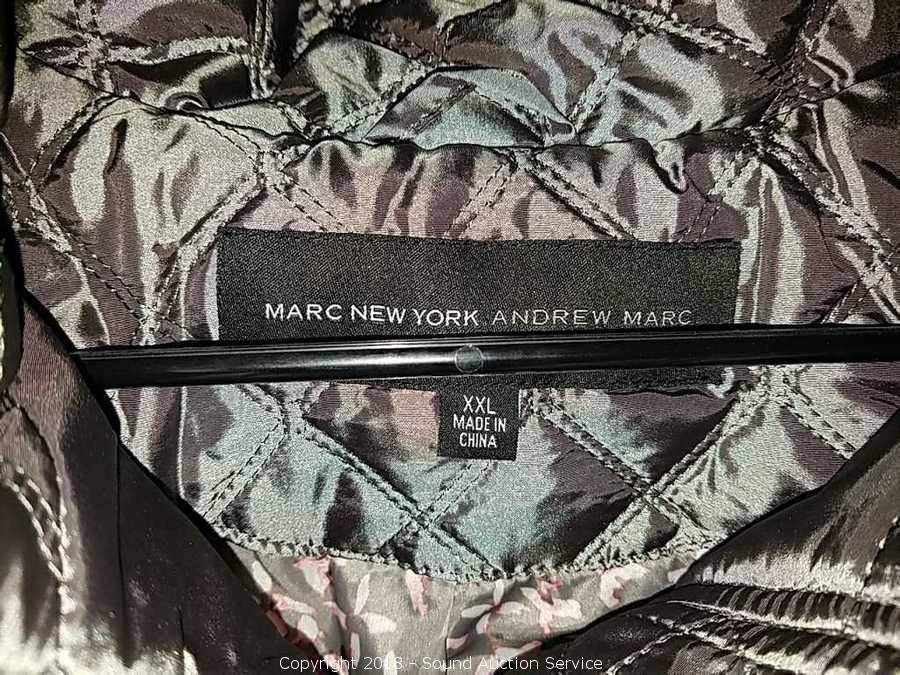 MARC NEW YORK ANDREW MARC
XXL
MADE IN
CHINA
Copyright 2018 - Sound Auction Service